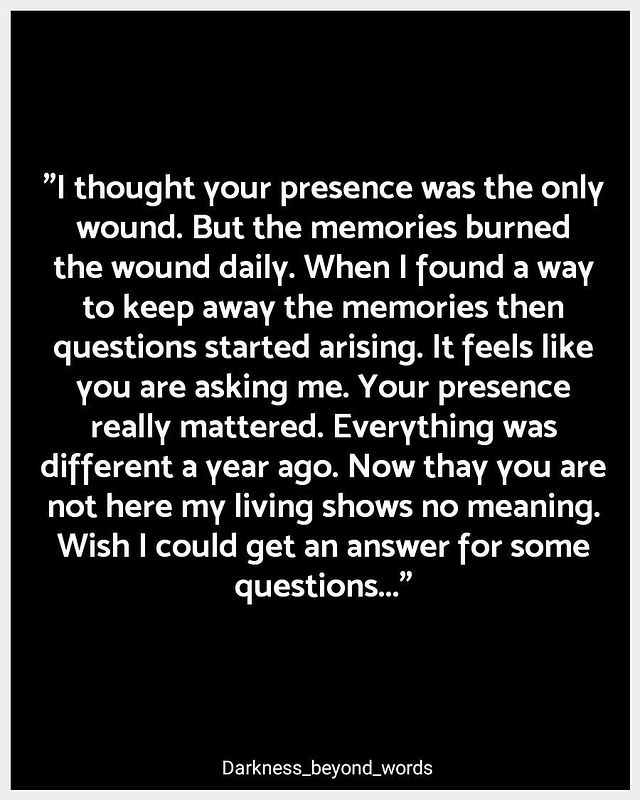 "I thought your presence was the only
wound. But the memories burned
the wound daily. When I found a way
to keep away the memories then
questions started arising. It feels like
you are asking me. Your presence
really mattered. Everything was
different a year ago. Now thay you are
not here my living shows no meaning.
Wish I could get an answer for some
questions..."
Darkness_beyond_words